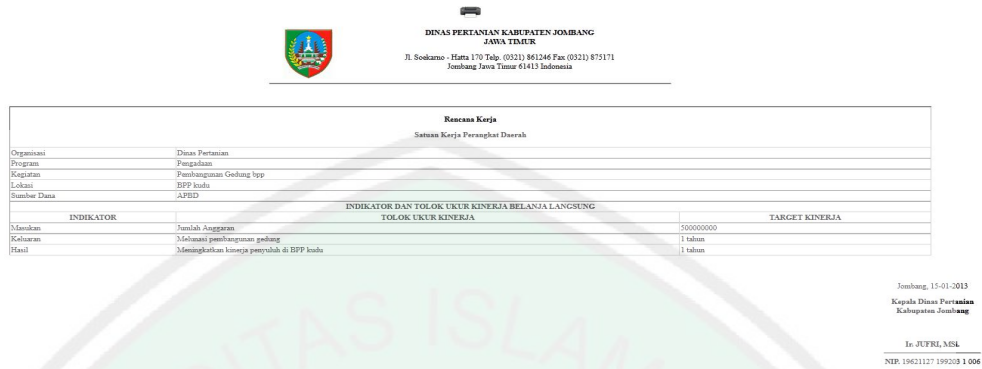 DINAS PERTANIAN KABUPATEN JOMBANG
JAWA TIMUR
Jl. Soekarno - Hatta 170 Telp. (0321) 861246 Fax (0321) 875171
Jombang Jawa Timur 61413 Indonesia
Rencana Kerja
Satuan Kerja Perangkat Daerah
Organisasi Dinas Pertanian
Program Pengadaan
Kegiatan Pembangunan Gedung bpp
Lokasi BPP kudu
Sumber Dana APBD
INDIKATOR DAN TOLOK UKUR KINERJA BELANJA LANGSUNG
INDIKATOR TOLOK UKUR KINERJA TARGET KINERJA
Masukan Jumlah Anggaran 500000000
Keluaran Melunasi pembangunan gedung 1 tahun
Hasil Meningkatkan kinerja penyuluh di BPP kudu 1 tahun
Jombang, 15-01-2013
Kepala Dinas Pertanian
Kabupaten Jombang
Ir. JUFRI, MSi.
NIP. 19621127 199203 1 006
TAS ISLAM